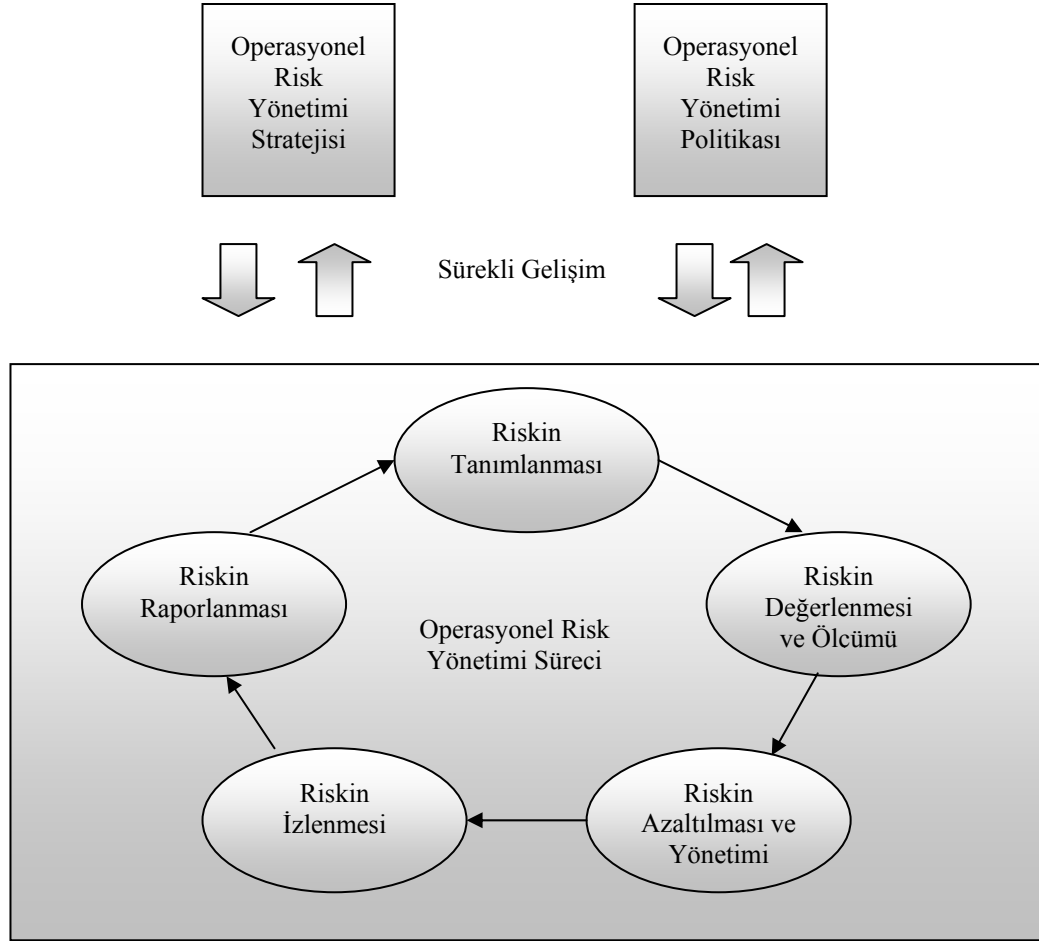 Operasyonel
Risk
Yönetimi
Stratejisi
Operasyonel
Risk
Yönetimi
Politikası
Sürekli Gelişim
Riskin
Tanımlanması
Riskin
Raporlanması
Riskin
Değerlenmesi
ve Ölcümü
Operasyonel Risk
Yönetimi Süreci
Riskin
İzlenmesi
Riskin
Azaltılması ve
Yönetimi